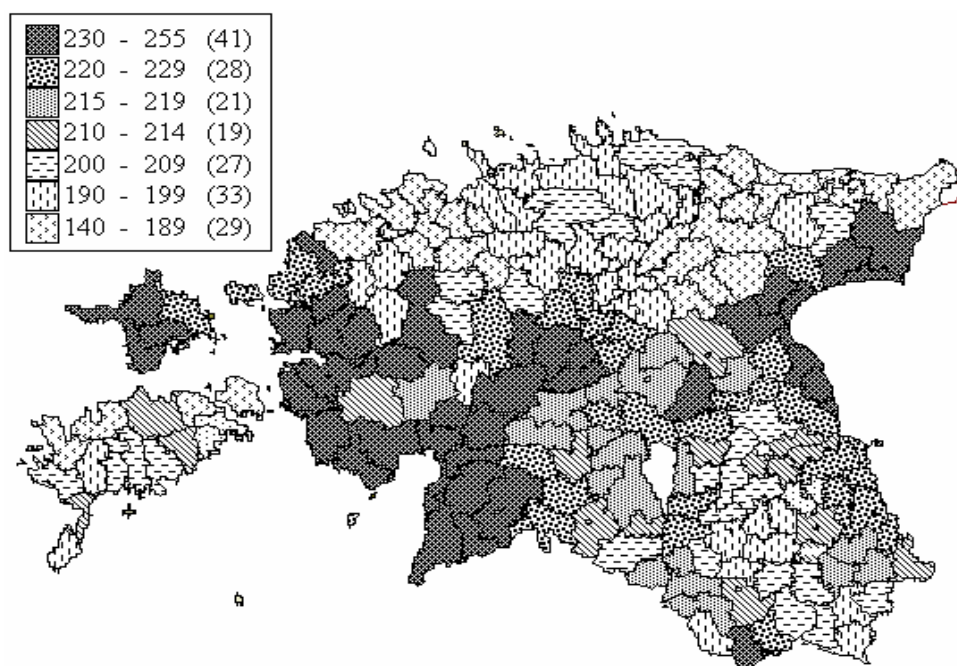 230 - 255 (41)
220 - 229 (28)
215 - 219 (21)
210 - 214 (19)
200 - 209 (27)
190 - 199 (33)
140 - 189 (29)